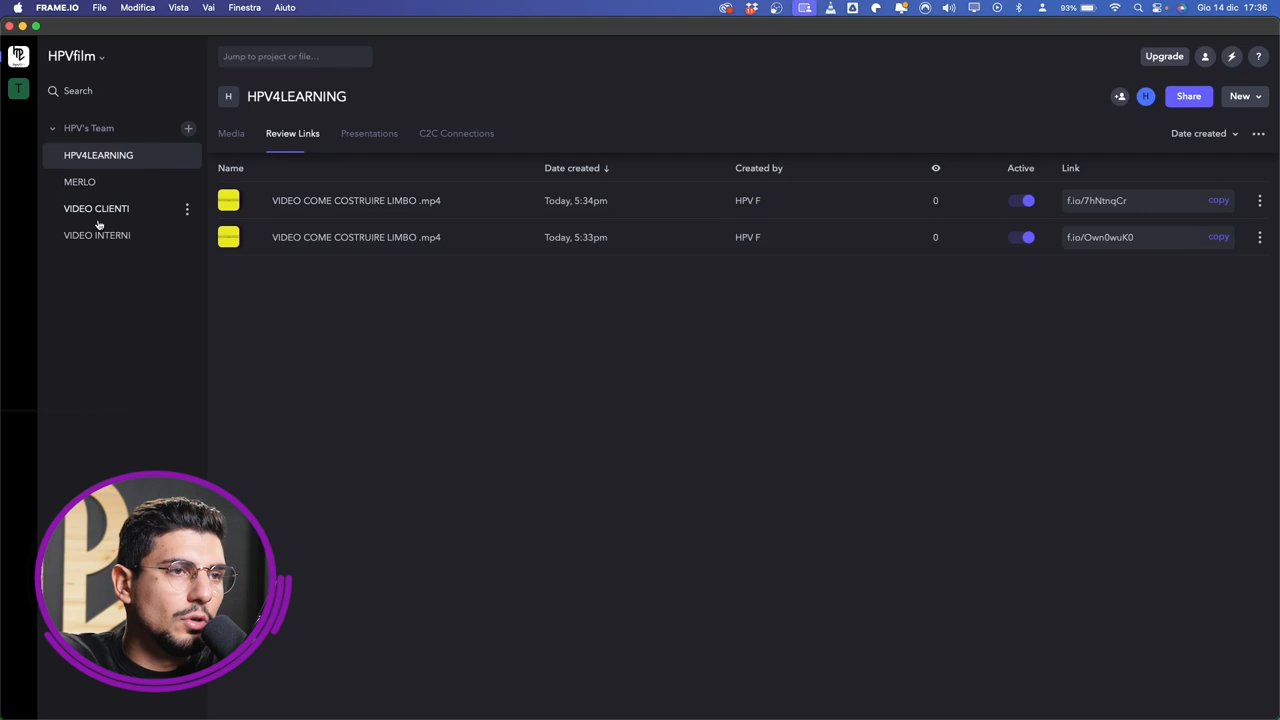 FRAME.IO File Modifica Vista Vai Finestra Aiuto 93% Gio 14 dic 17:36
HPVfilm
Jump to project or file…
Upgrade
?
T
Search
H HPV4LEARNING
H
Share
New
HPV's Team
Media Review Links Presentations C2C Connections
Date created
HPV4LEARNING
MERLO
VIDEO CLIENTI
VIDEO INTERNI
Name Date created Created by Active Link
VIDEO COME COSTRUIRE LIMBO .mp4 Today, 5:34pm HPV F 0 f.io/7hNtnqCr copy
VIDEO COME COSTRUIRE LIMBO .mp4 Today, 5:33pm HPV F 0 f.io/Own0wuK0 copy